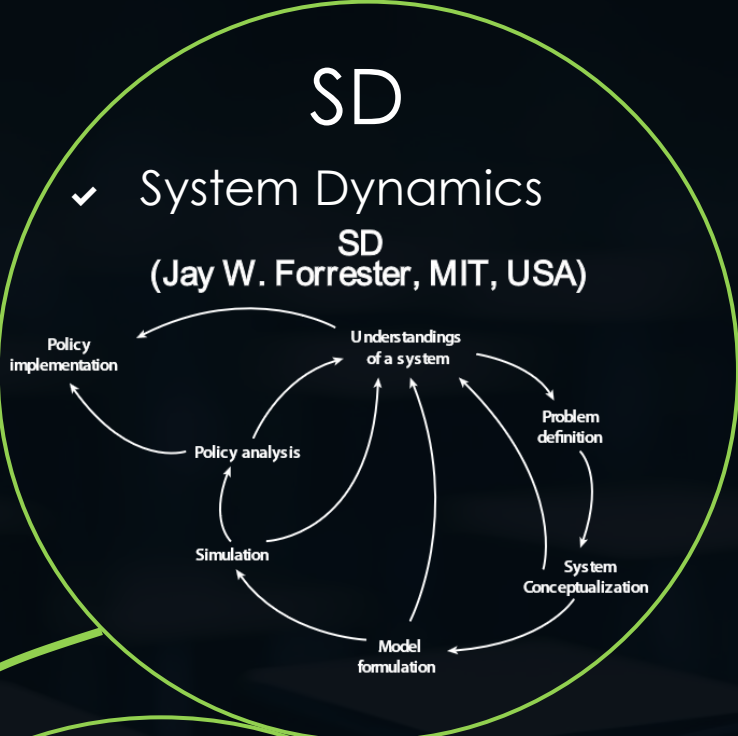 SD
System Dynamics
SD
(Jay W. Forrester, MIT, USA)
Understandings
of a system
Policy
implementation
Problem
definition
Policy analysis
Simulation
System
Conceptualization
Model
formulation